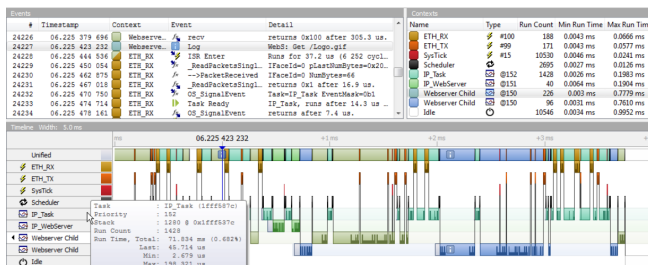 Events
# Timestamp Context Event Detail
24226 06.225 379 696 Webserve... recv returns 0x100 after 305.3 us.
24227 06.225 423 232 Webserve... Log WebS: Get /Logo.gif
24228 06.225 444 536 ETH_RX ISR Enter Runs for 37.2 us (6 252 cycl...
24229 06.225 450 054 ETH_RX _ReadPacketsSingl... IFaceId=0 pLastNumBytes=0x20...
24230 06.225 462 875 ETH_RX -->PacketReceived IFaceId=0 NumBytes=66
24231 06.225 467 018 ETH_RX _ReadPacketsSingl... returns 0x1 after 16.9 us.
24232 06.225 470 750 ETH_RX OS_SignalEvent Task=IP_Task EventMask=0b1
24233 06.225 474 714 ETH_RX Task Ready IP_Task, runs after 14.3 us ...
24234 06.225 478 161 ETH_RX OS_SignalEvent returns after 7.4 us.
Contexts
Name Type Run Count Min Run Time Max Run Tim
ETH_RX #100 188 0.0043 ms 0.0666 ms
ETH_TX #99 171 0.0043 ms 0.0577 ms
SysTick #15 10530 0.0046 ms 0.0241 ms
Scheduler 2695 0.0027 ms 0.0126 ms
IP_Task @152 1428 0.0026 ms 0.1983 ms
IP_WebServer @151 40 0.0064 ms 0.1904 ms
Webserver Child @150 226 0.003 ms 0.7779 ms
Webserver Child @150 96 0.0031 ms 0.7610 ms
Idle 10546 0.0034 ms 0.9952 ms
Timeline Width: 5.0 ms
ms 06.225 423 232 +1 ms +2 ms +3 ms
Unified
ETH_RX
ETH_TX
SysTick
Scheduler
IP_Task
IP_WebServer
Webserver Child
Webserver Child
Idle
Task : IP_Task (1fff587c)
Priority : 152
Stack : 1280 @ 0x1fff537c
Run Count : 1428
Run Time, Total: 71.834 ms (0.682%)
Last: 45.714 us
Min: 2.679 us
Max: 198.321 us